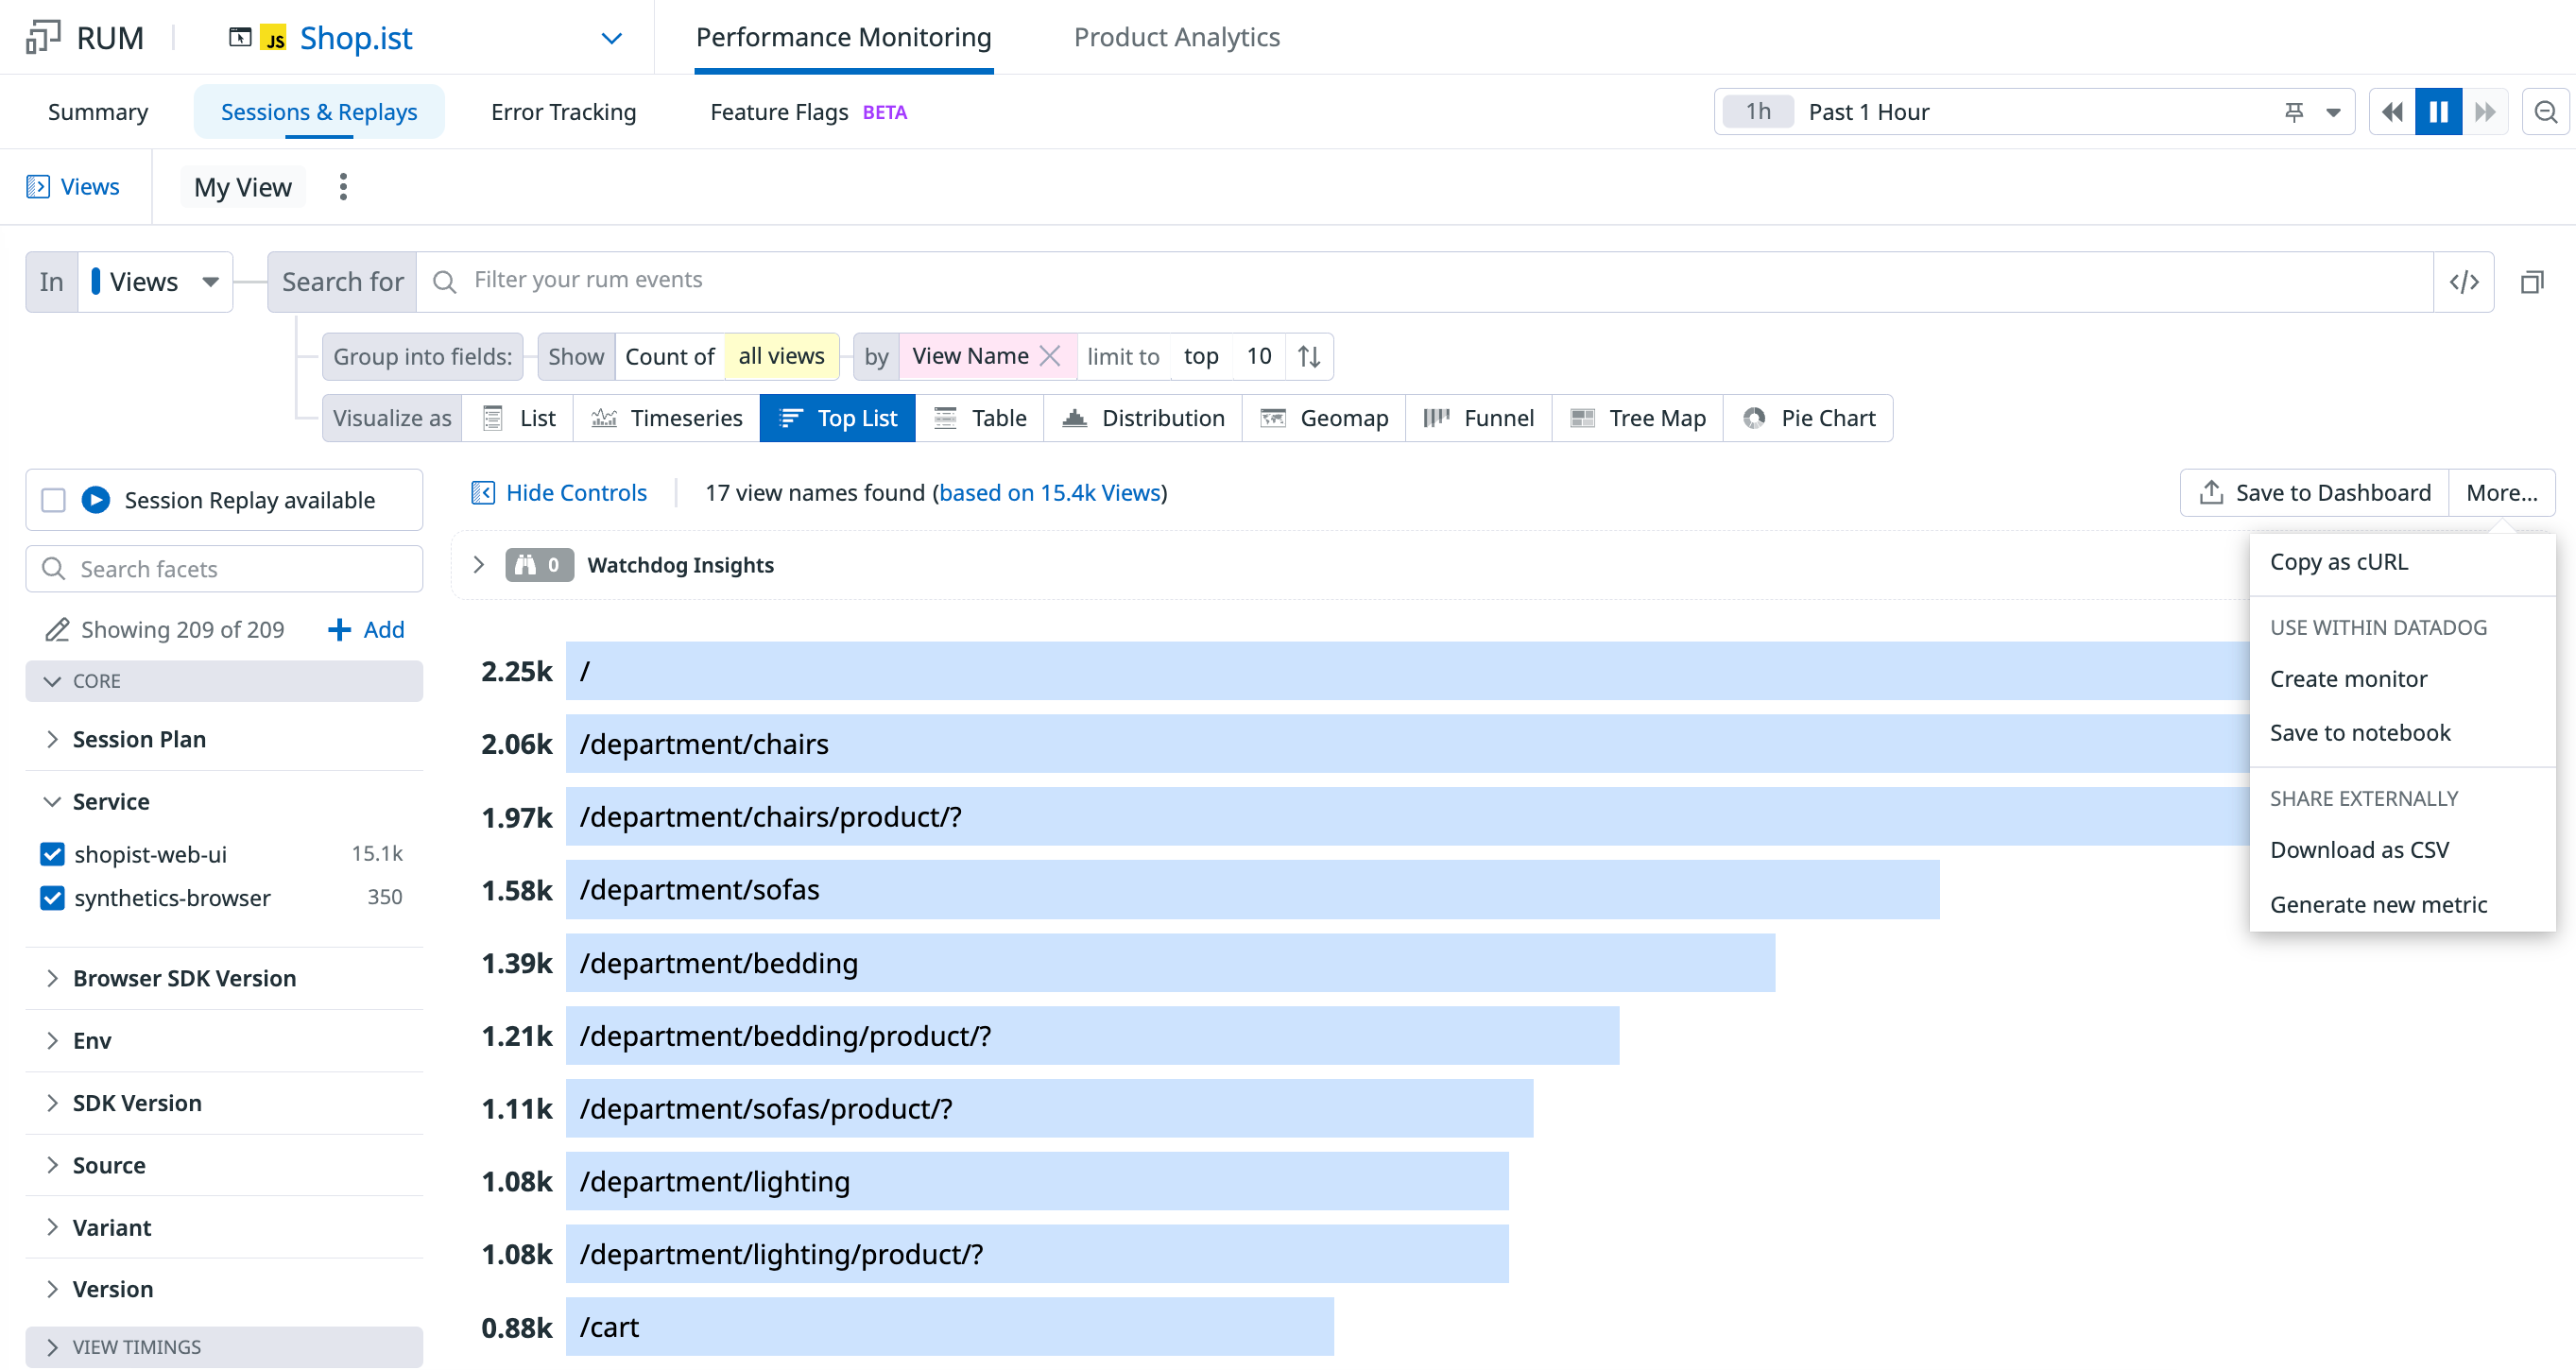 RUM JS Shop.ist Performance Monitoring Product Analytics
Summary Sessions & Replays Error Tracking Feature Flags BETA 1h Past 1 Hour
Views My View
In Views Search for Filter your rum events </>
Group into fields: Show Count of all views by View Name limit to top 10
Visualize as List Timeseries Top List Table Distribution Geomap Funnel Tree Map Pie Chart
Session Replay available
Search facets
Showing 209 of 209 Add
CORE
Session Plan
Service
shopist-web-ui 15.1k
synthetics-browser 350
Browser SDK Version
Env
SDK Version
Source
Variant
Version
VIEW TIMINGS
Hide Controls 17 view names found (based on 15.4k Views) Save to Dashboard More...
0 Watchdog Insights
2.25k /
2.06k /department/chairs
1.97k /department/chairs/product/?
1.58k /department/sofas
1.39k /department/bedding
1.21k /department/bedding/product/?
1.11k /department/sofas/product/?
1.08k /department/lighting
1.08k /department/lighting/product/?
0.88k /cart
Copy as cURL
USE WITHIN DATADOG
Create monitor
Save to notebook
SHARE EXTERNALLY
Download as CSV
Generate new metric